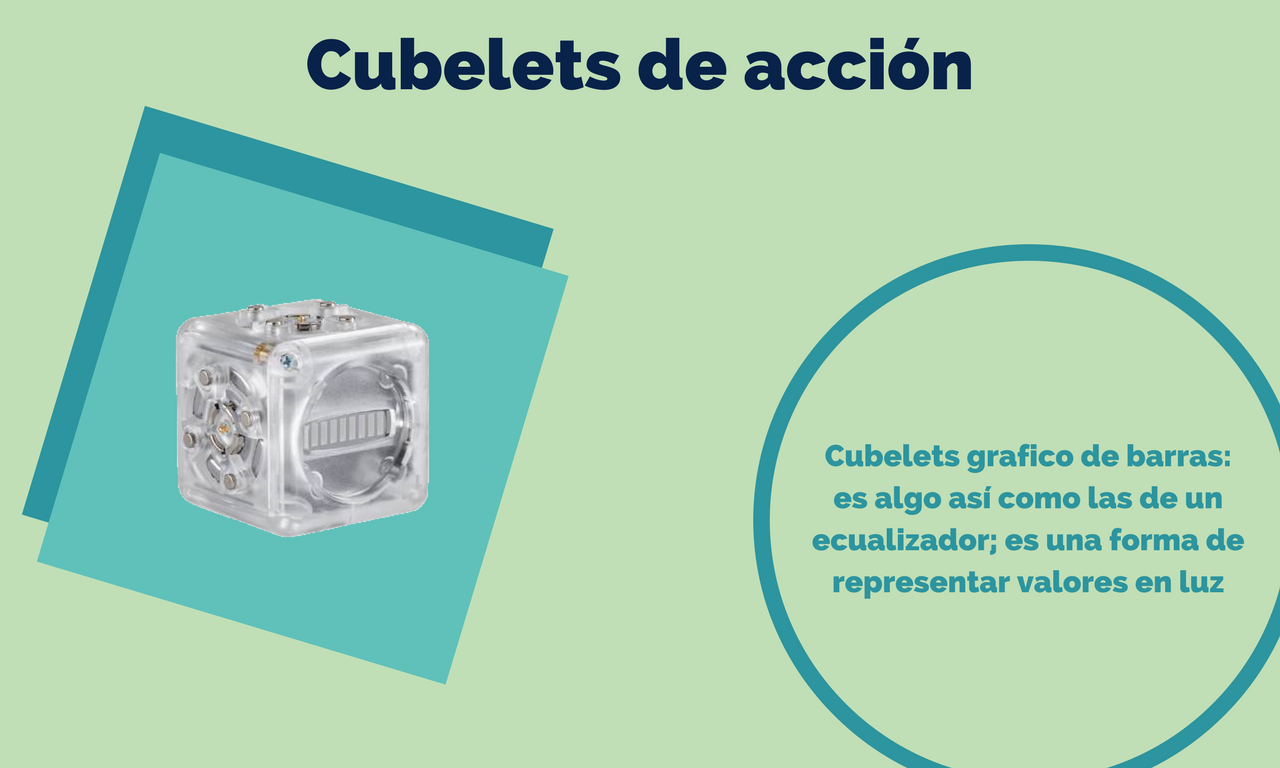 Cubelets de acción
Cubelets grafico de barras:
es algo así como las de un
ecualizador; es una forma de
representar valores en luz